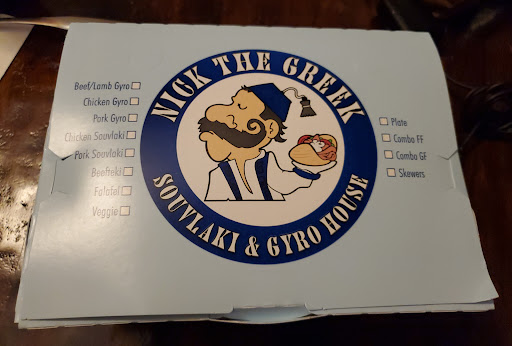 NICK THE GREEK
SOUVLAKI & GYRO HOUSE
Beef/Lamb Gyro
Chicken Gyro
Pork Gyro
Chicken Souvlaki
Pork Souvlaki
Beefteki
Falafel
Veggie
Plate
Combo FF
Combo GF
Skewers